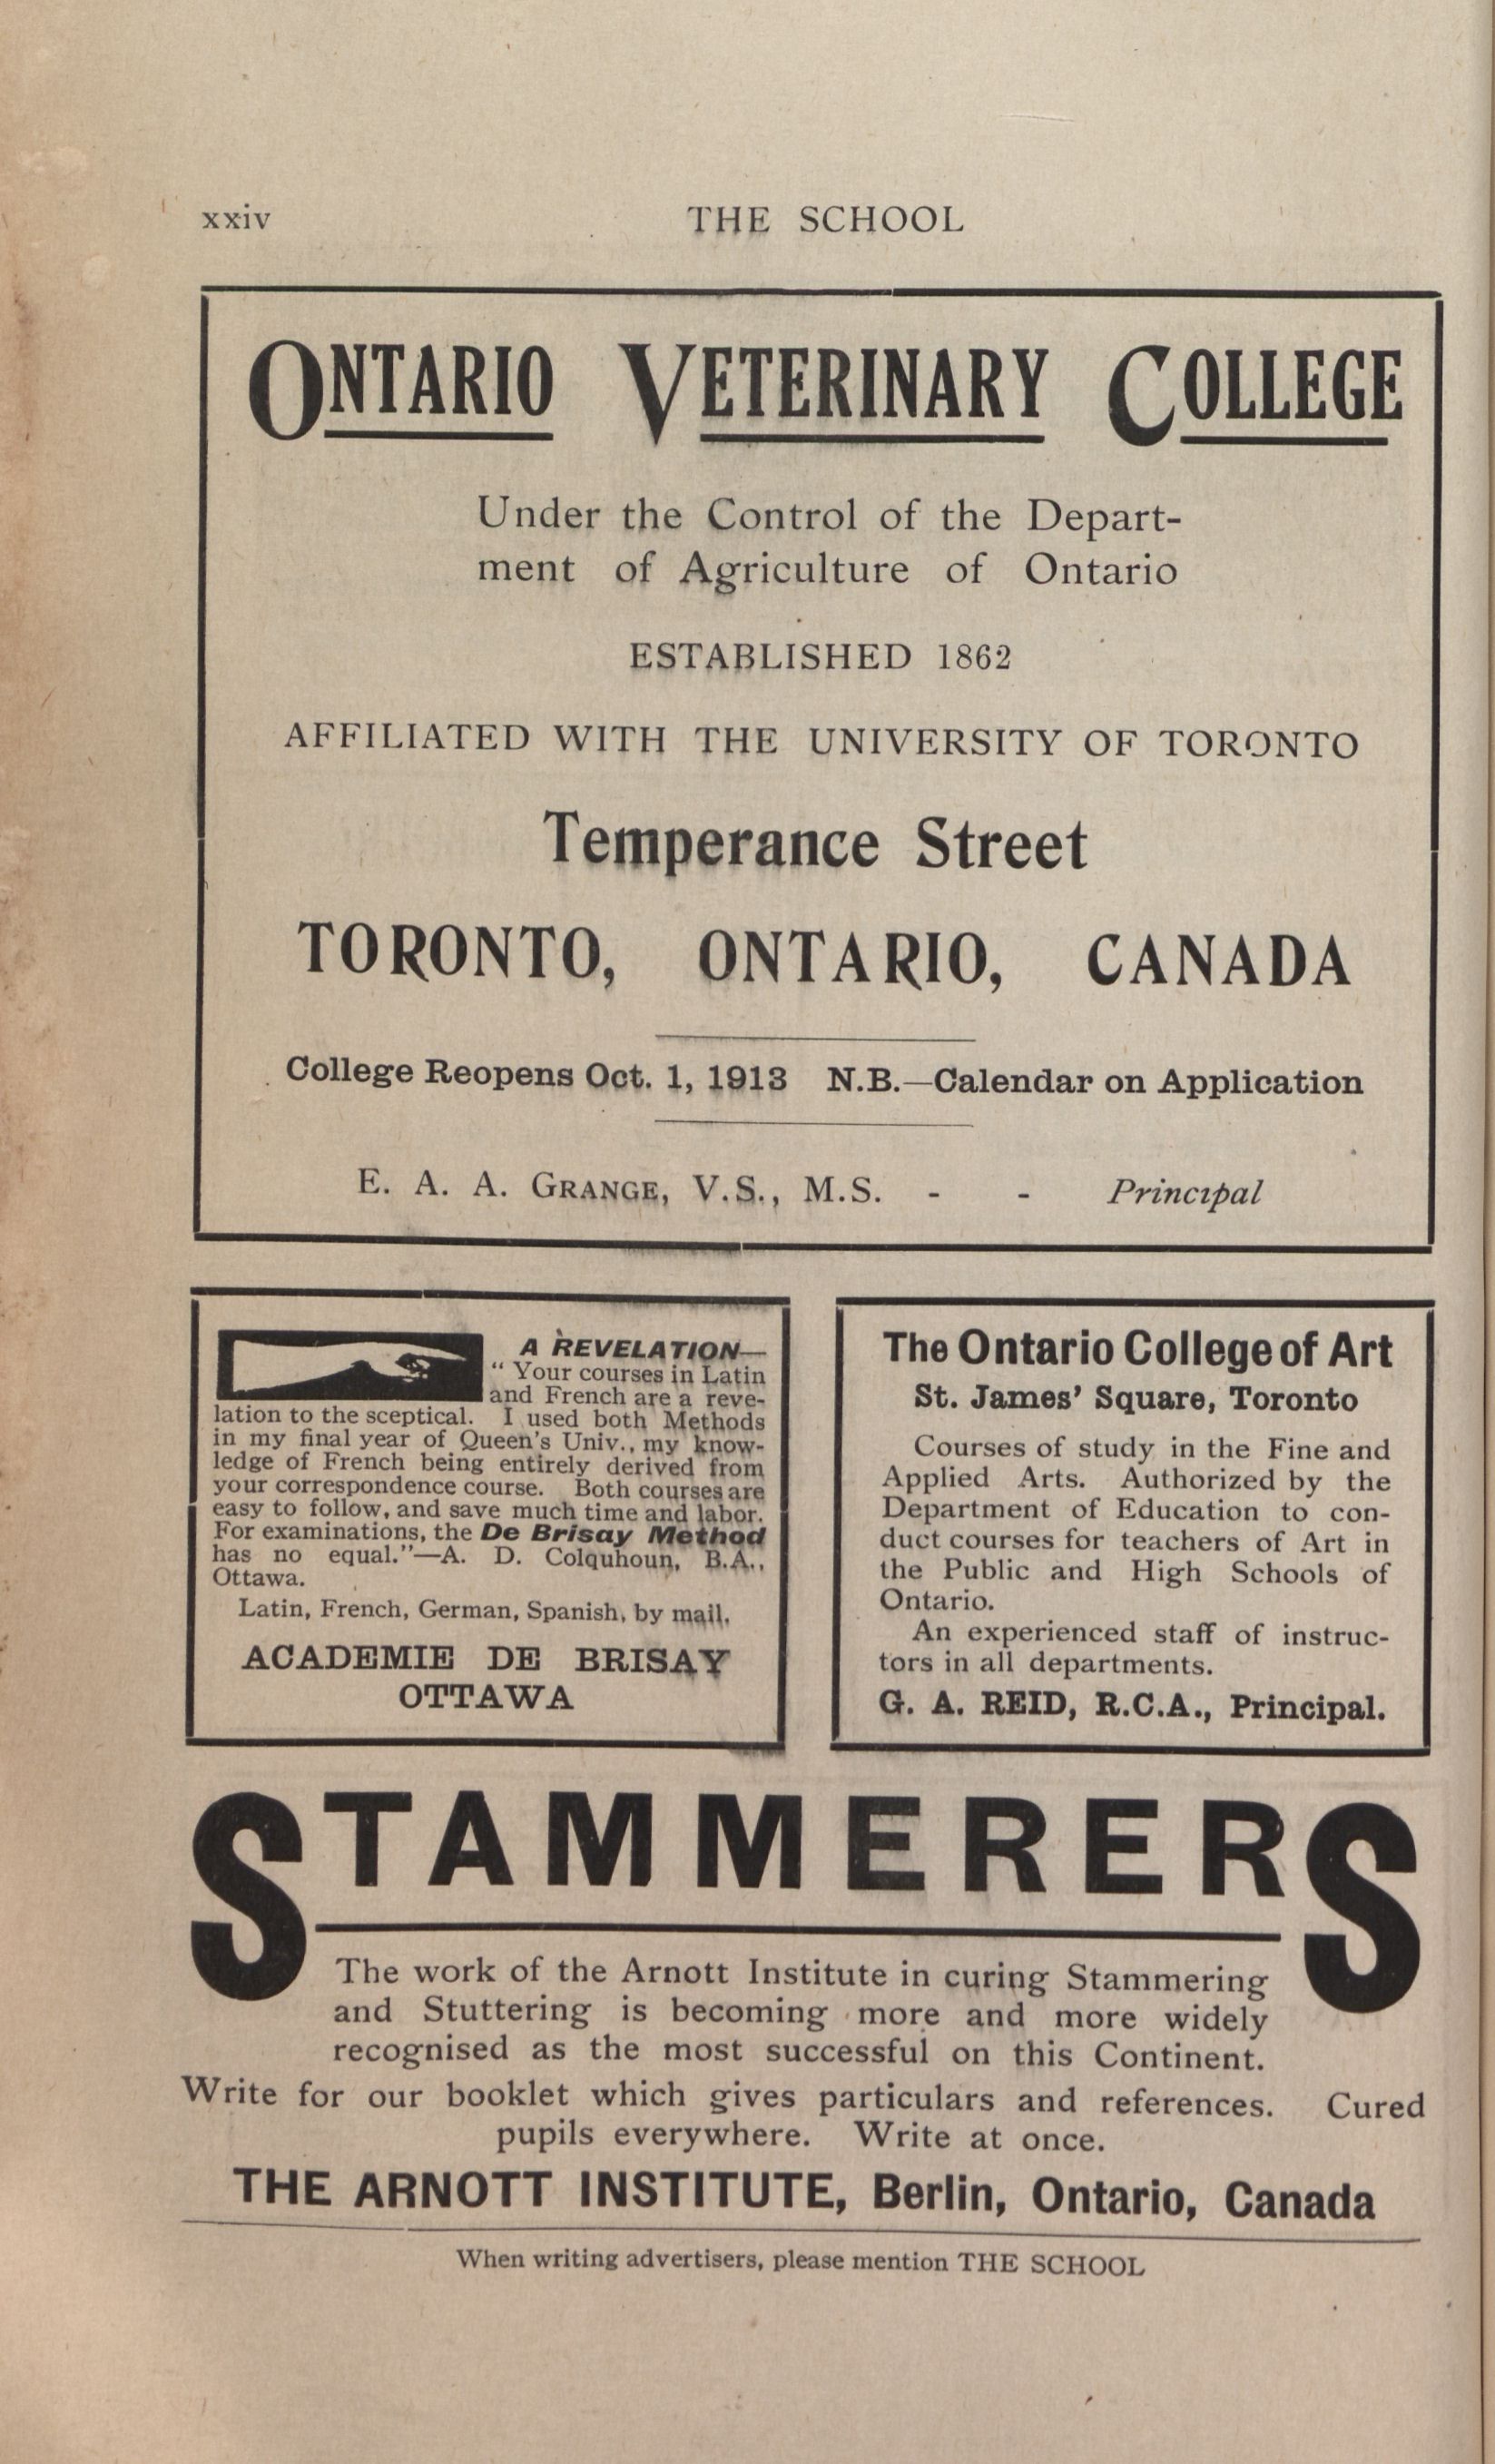 xxiv THE SCHOOL
ONTARIO VETERINARY COLLEGE
Under the Control of the Depart-
ment of Agriculture of Ontario
ESTABLISHED 1862
AFFILIATED WITH THE UNIVERSITY OF TORONTO
Temperance Street
TORONTO, ONTARIO, CANADA
College Reopens Oct. 1, 1913 N.B.—Calendar on Application
E. A. A. GRANGE, V.S., M.S. - - Principal
A REVELATION—
“ Your courses in Latin
and French are a reve-
lation to the sceptical. I used both Methods
in my final year of Queen's Univ., my know-
ledge of French being entirely derived from
your correspondence course. Both courses are
easy to follow, and save much time and labor.
For examinations, the De Brisay Method
has no equal.”—A. D. Colquhoun, B.A.,
Ottawa.
Latin, French, German, Spanish, by mail.
ACADEMIE DE BRISAY
OTTAWA
The Ontario College of Art
St. James' Square, Toronto
Courses of study in the Fine and
Applied Arts. Authorized by the
Department of Education to con-
duct courses for teachers of Art in
the Public and High Schools of
Ontario.
An experienced staff of instruc-
tors in all departments.
G. A. REID, R.C.A., Principal.
STAMMERERS
The work of the Arnott Institute in curing Stammering
and Stuttering is becoming more and more widely
recognised as the most successful on this Continent.
Write for our booklet which gives particulars and references. Cured
pupils everywhere. Write at once.
THE ARNOTT INSTITUTE, Berlin, Ontario, Canada
When writing advertisers, please mention THE SCHOOL